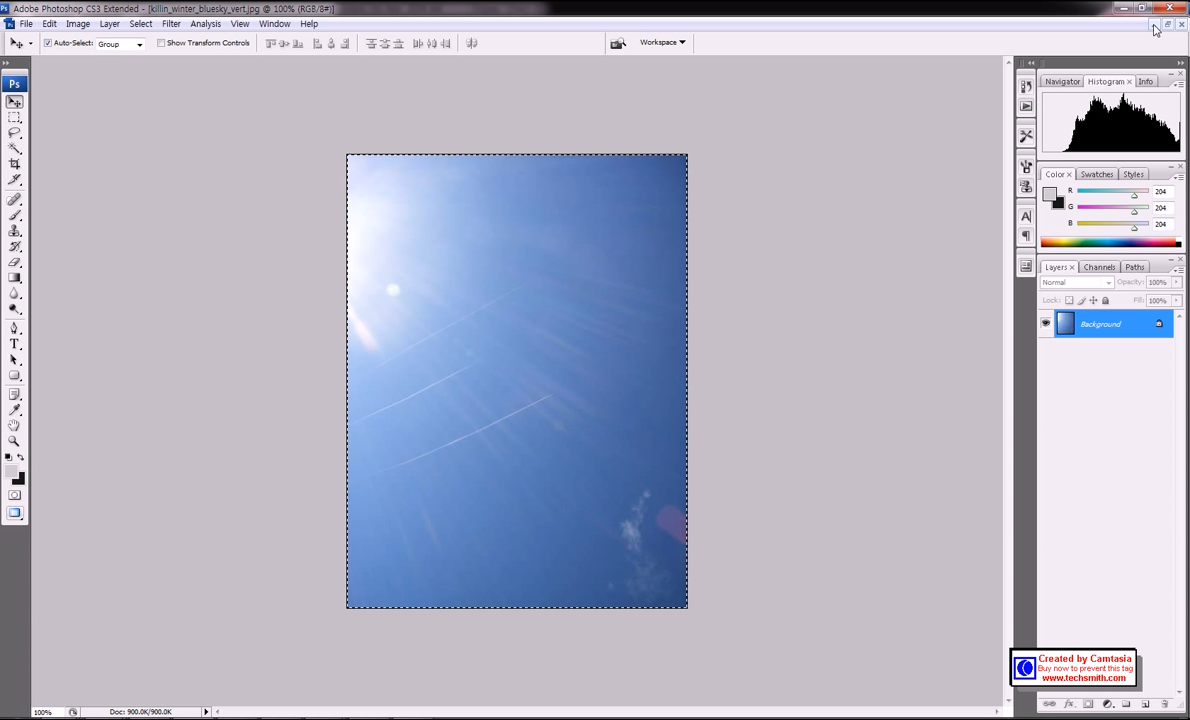 Ps Adobe Photoshop CS3 Extended - [killin_winter_bluesky_vert.jpg @ 100% (RGB/8#)]
File Edit Image Layer Select Filter Analysis View Window Help
Auto-Select: Group Show Transform Controls Workspace
Ps
Navigator Histogram Info
Color Swatches Styles
R 204
G 204
B 204
Layers Channels Paths
Normal Opacity: 100%
Lock: Fill: 100%
Background
T
A
Created by Camtasia
Buy now to prevent this tag
www.techsmith.com
100% Doc: 900.0K/900.0K